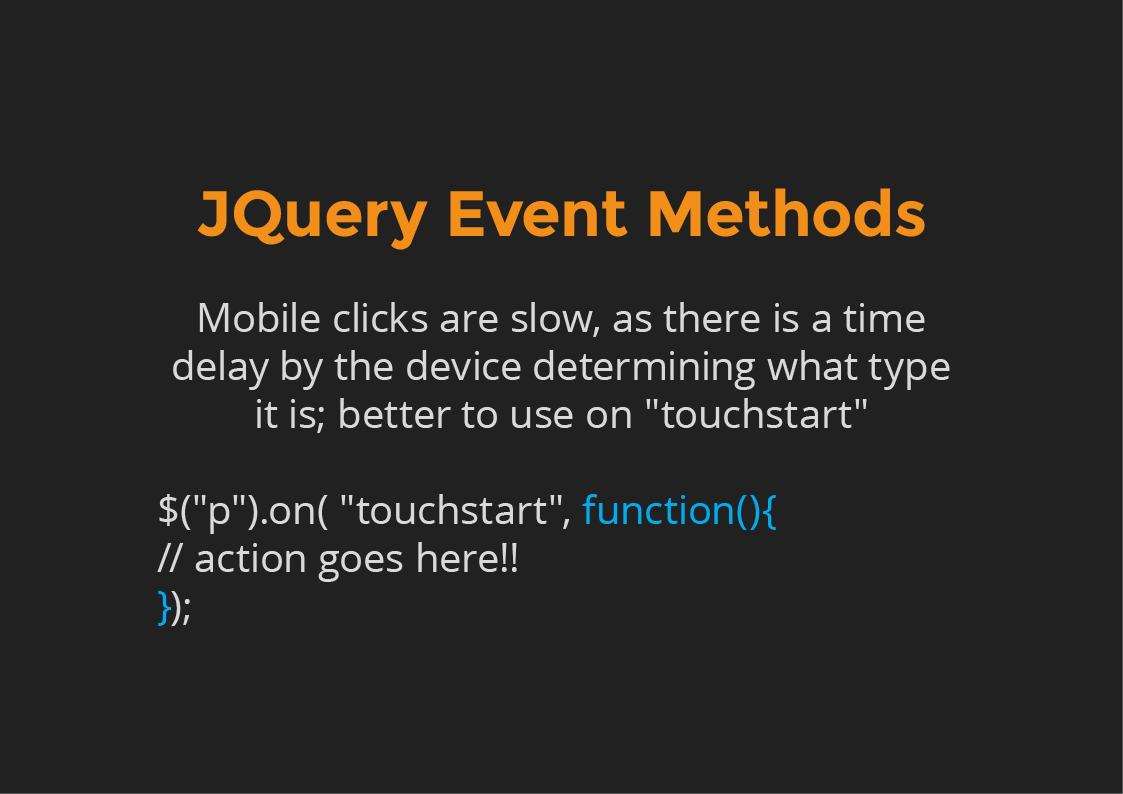 JQuery Event Methods
Mobile clicks are slow, as there is a time
delay by the device determining what type
it is; better to use on "touchstart"
$("p").on( "touchstart", function(){
// action goes here!!
});